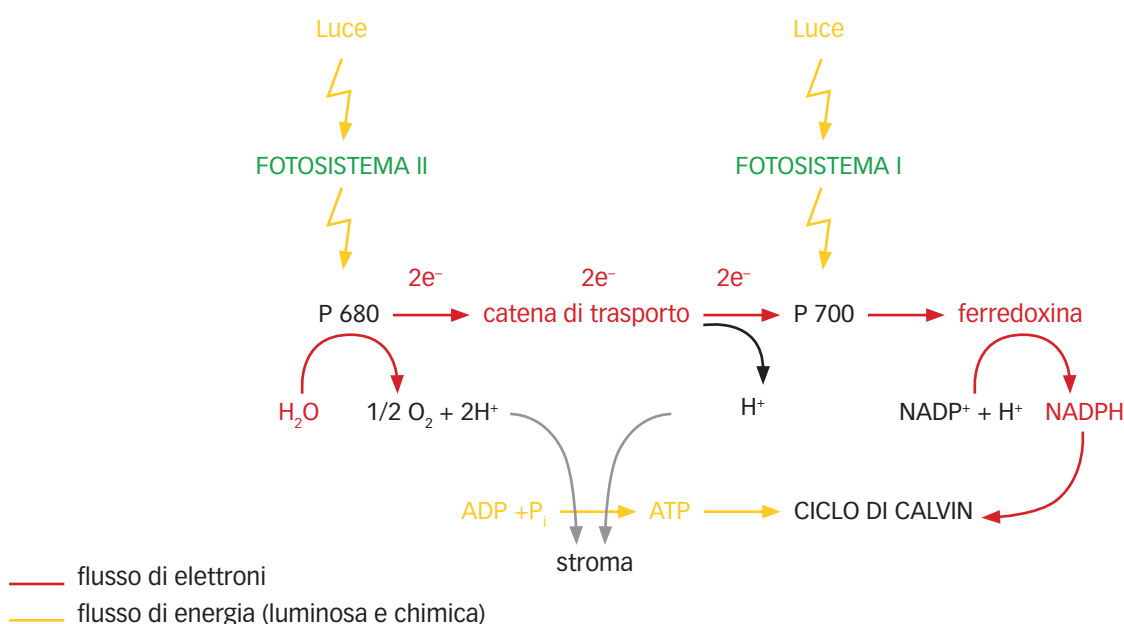 Luce Luce
FOTOSISTEMA II FOTOSISTEMA I
2e⁻ 2e⁻ 2e⁻
P 680 catena di trasporto P 700 ferredoxina
H₂O 1/2 O₂ + 2H⁺ H⁺ NADP⁺ + H⁺ NADPH
ADP +Pᵢ ATP CICLO DI CALVIN
stroma
flusso di elettroni
flusso di energia (luminosa e chimica)